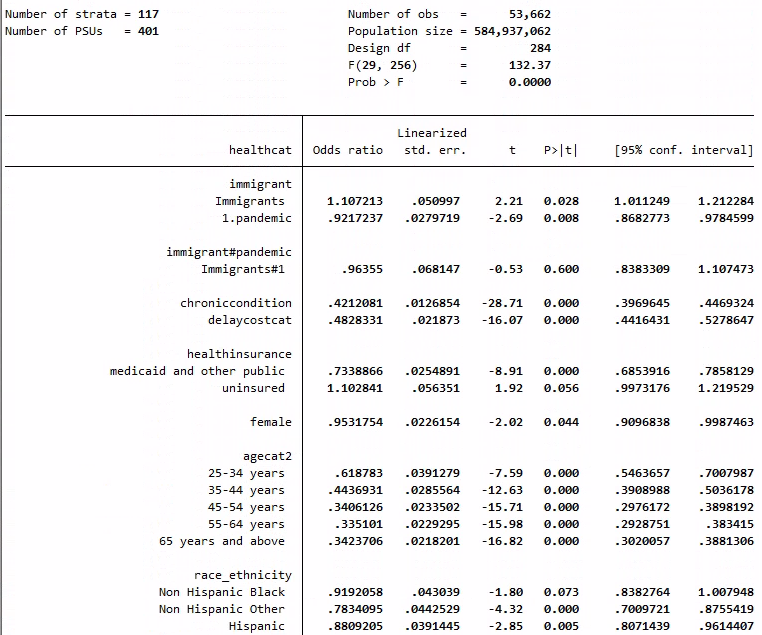 Number of strata = 117 Number of obs = 53,662
Number of PSUs = 401 Population size = 584,937,062
Design df = 284
F(29, 256) = 132.37
Prob > F = 0.0000
Linearized
healthcat Odds ratio std. err. t P>|t| [95% conf. interval]
immigrant
Immigrants 1.107213 .050997 2.21 0.028 1.011249 1.212284
1.pandemic .9217237 .0279719 -2.69 0.008 .8682773 .9784599
immigrant#pandemic
Immigrants#1 .96355 .068147 -0.53 0.600 .8383309 1.107473
chroniccondition .4212081 .0126854 -28.71 0.000 .3969645 .4469324
delaycostcat .4828331 .021873 -16.07 0.000 .4416431 .5278647
healthinsurance
medicaid and other public .7338866 .0254891 -8.91 0.000 .6853916 .7858129
uninsured 1.102841 .056351 1.92 0.056 .9973176 1.219529
female .9531754 .0226154 -2.02 0.044 .9096838 .9987463
agecat2
25-34 years .618783 .0391279 -7.59 0.000 .5463657 .7007987
35-44 years .4436931 .0285564 -12.63 0.000 .3908988 .5036178
45-54 years .3406126 .0233502 -15.71 0.000 .2976172 .3898192
55-64 years .335101 .0229295 -15.98 0.000 .2928751 .383415
65 years and above .3423706 .0218201 -16.82 0.000 .3020057 .3881306
race_ethnicity
Non Hispanic Black .9192058 .043039 -1.80 0.073 .8382764 1.007948
Non Hispanic Other .7834095 .0442529 -4.32 0.000 .7009721 .8755419
Hispanic .8809205 .0391445 -2.85 0.005 .8071439 .9614407